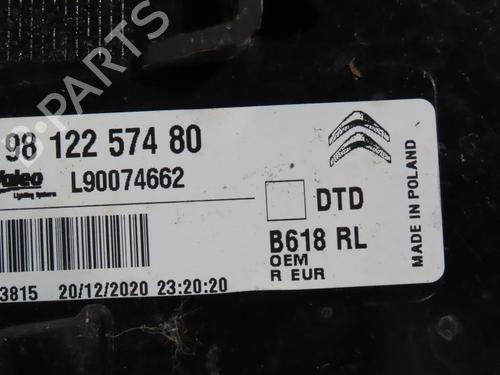 98 122 574 80
Valeo L90074662
Lighting Systems
DTD
B618 RL
OEM
R EUR
3815 20/12/2020 23:20:20
MADE IN POLAND
B-PARTS